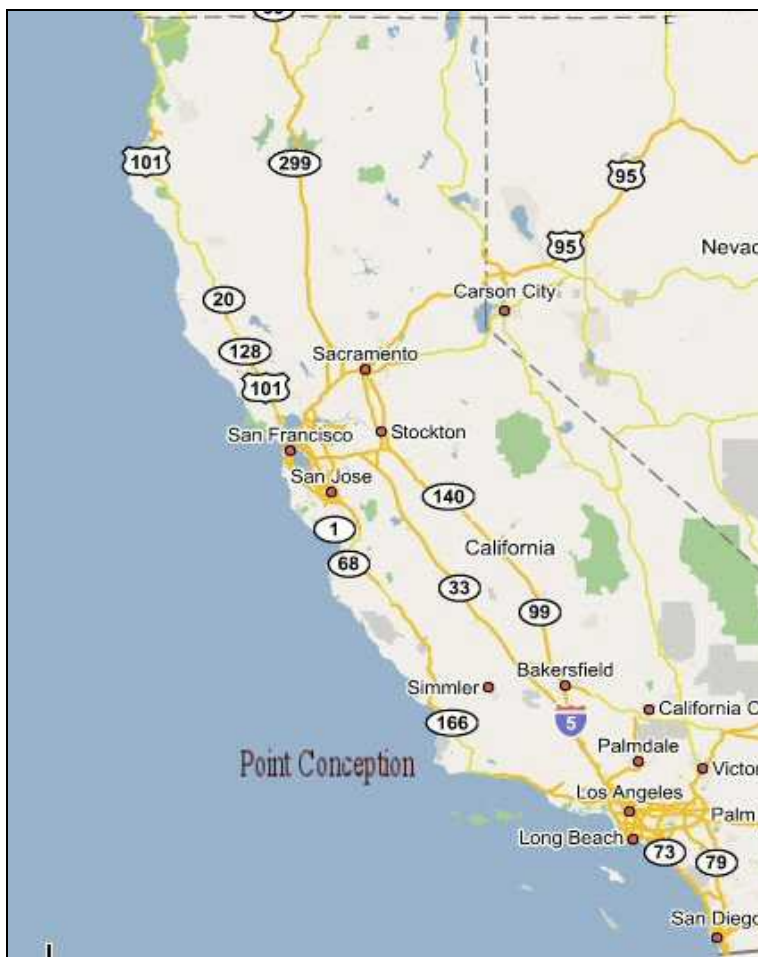 101
299
95
95
Nevac
Carson City
20
128
Sacramento
101
San Francisco
Stockton
San Jose
140
1
California
68
33
99
Simmler
Bakersfield
166
5
California C
Point Conception
Palmdale
Victor
Los Angeles
Palm
Long Beach
73
79
San Diego